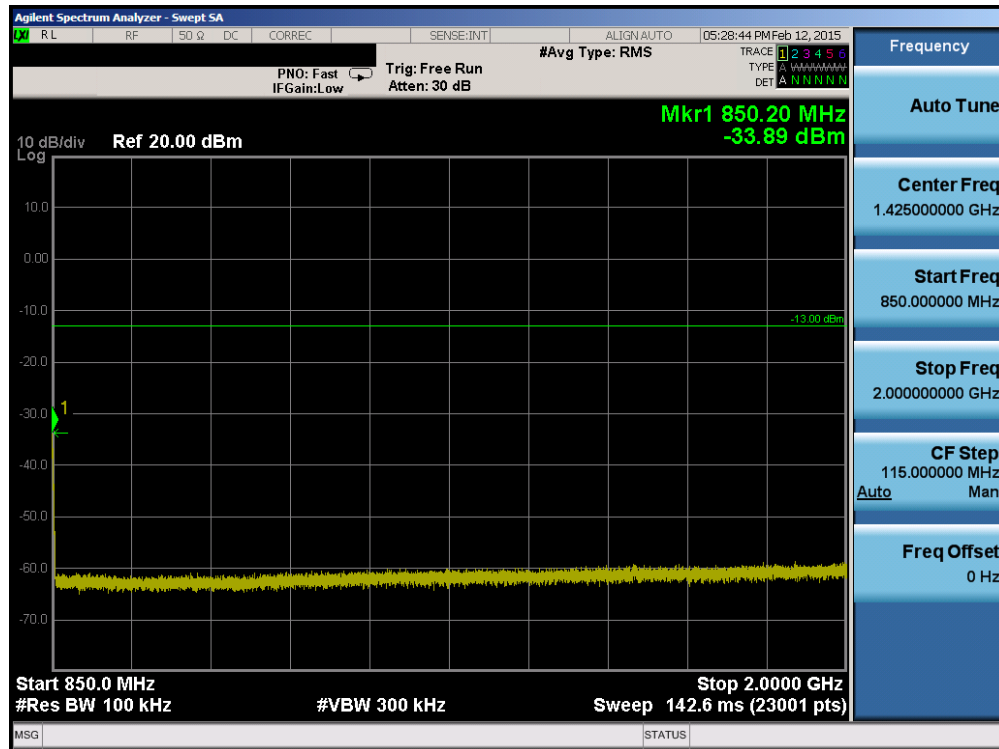 Agilent Spectrum Analyzer - Swept SA
LXI RL RF 50 Ω DC CORREC SENSE:INT ALIGN AUTO 05:28:44 PM Feb 12, 2015
PNO: Fast Trig: Free Run #Avg Type: RMS TRACE 1 2 3 4 5 6
TYPE A WWWWW
IFGain:Low Atten: 30 dB DET A N N N N N
Mkr1 850.20 MHz
-33.89 dBm
10 dB/div Ref 20.00 dBm
Log
10.0
0.00
-10.0
-13.00 dBm
-20.0
-30.0
1
-40.0
-50.0
-60.0
-70.0
Start 850.0 MHz Stop 2.0000 GHz
#Res BW 100 kHz #VBW 300 kHz Sweep 142.6 ms (23001 pts)
MSG STATUS
Frequency
Auto Tune
Center Freq
1.425000000 GHz
Start Freq
850.000000 MHz
Stop Freq
2.000000000 GHz
CF Step
115.000000 MHz
Auto Man
Freq Offset
0 Hz